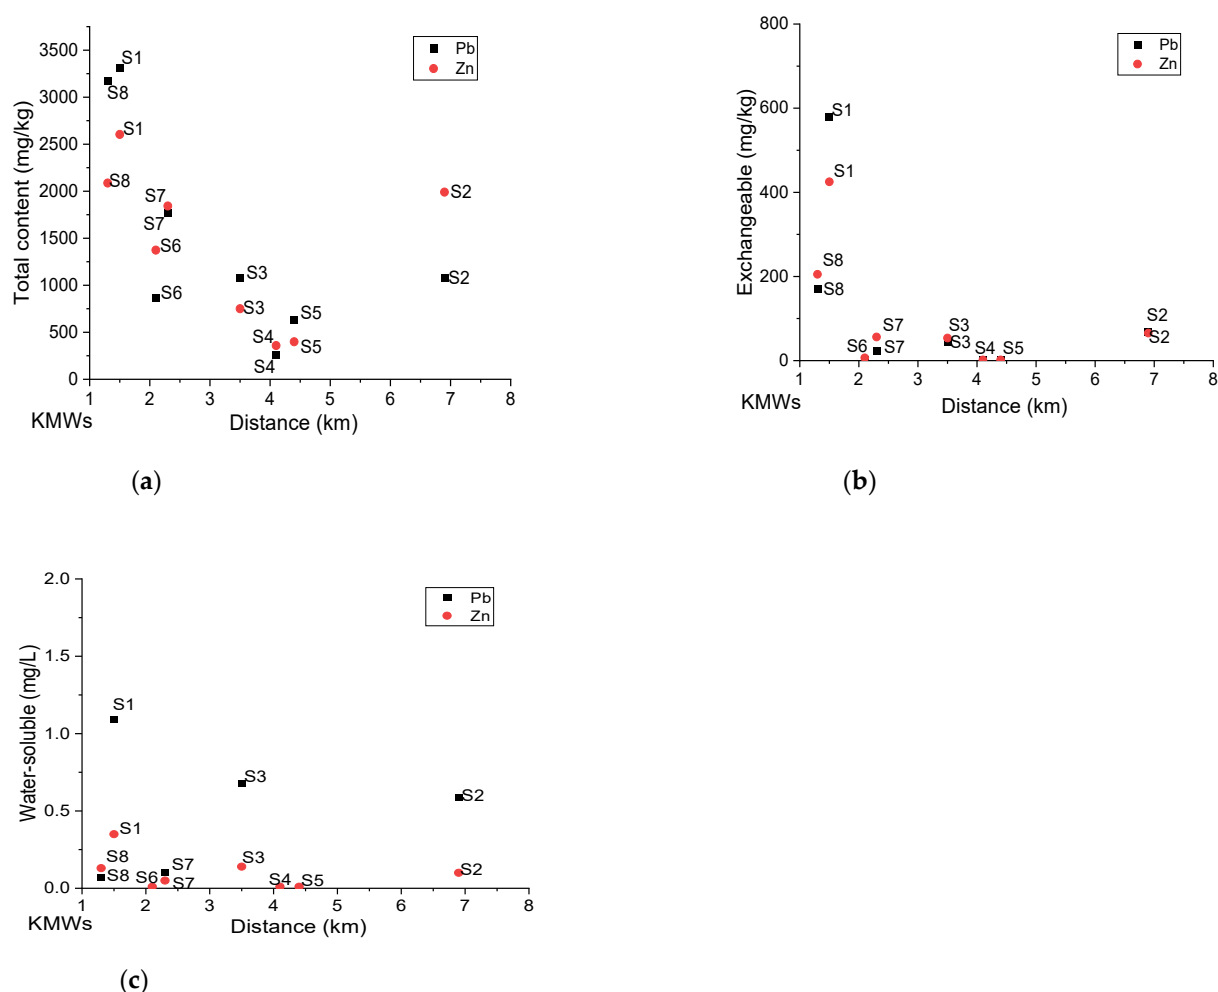 3500
3000
2500
2000
1500
1000
500
0
Total content (mg/kg)
Pb
Zn
S1
S8
S1
S8
S7
S7
S6
S6
S3
S3
S4
S4
S5
S5
S2
S2
1 2 3 4 5 6 7 8
KMWs
Distance (km)
(a)
800
600
400
200
0
Exchangeable (mg/kg)
Pb
Zn
S1
S1
S8
S8
S6
S7
S7
S3
S3
S4
S5
S2
S2
1 2 3 4 5 6 7 8
KMWs
Distance (km)
(b)
2.0
1.5
1.0
0.5
0.0
Water-soluble (mg/L)
Pb
Zn
S1
S1
S8
S8
S6
S7
S7
S3
S3
S4
S5
S2
S2
1 2 3 4 5 6 7 8
KMWs
Distance (km)
(c)